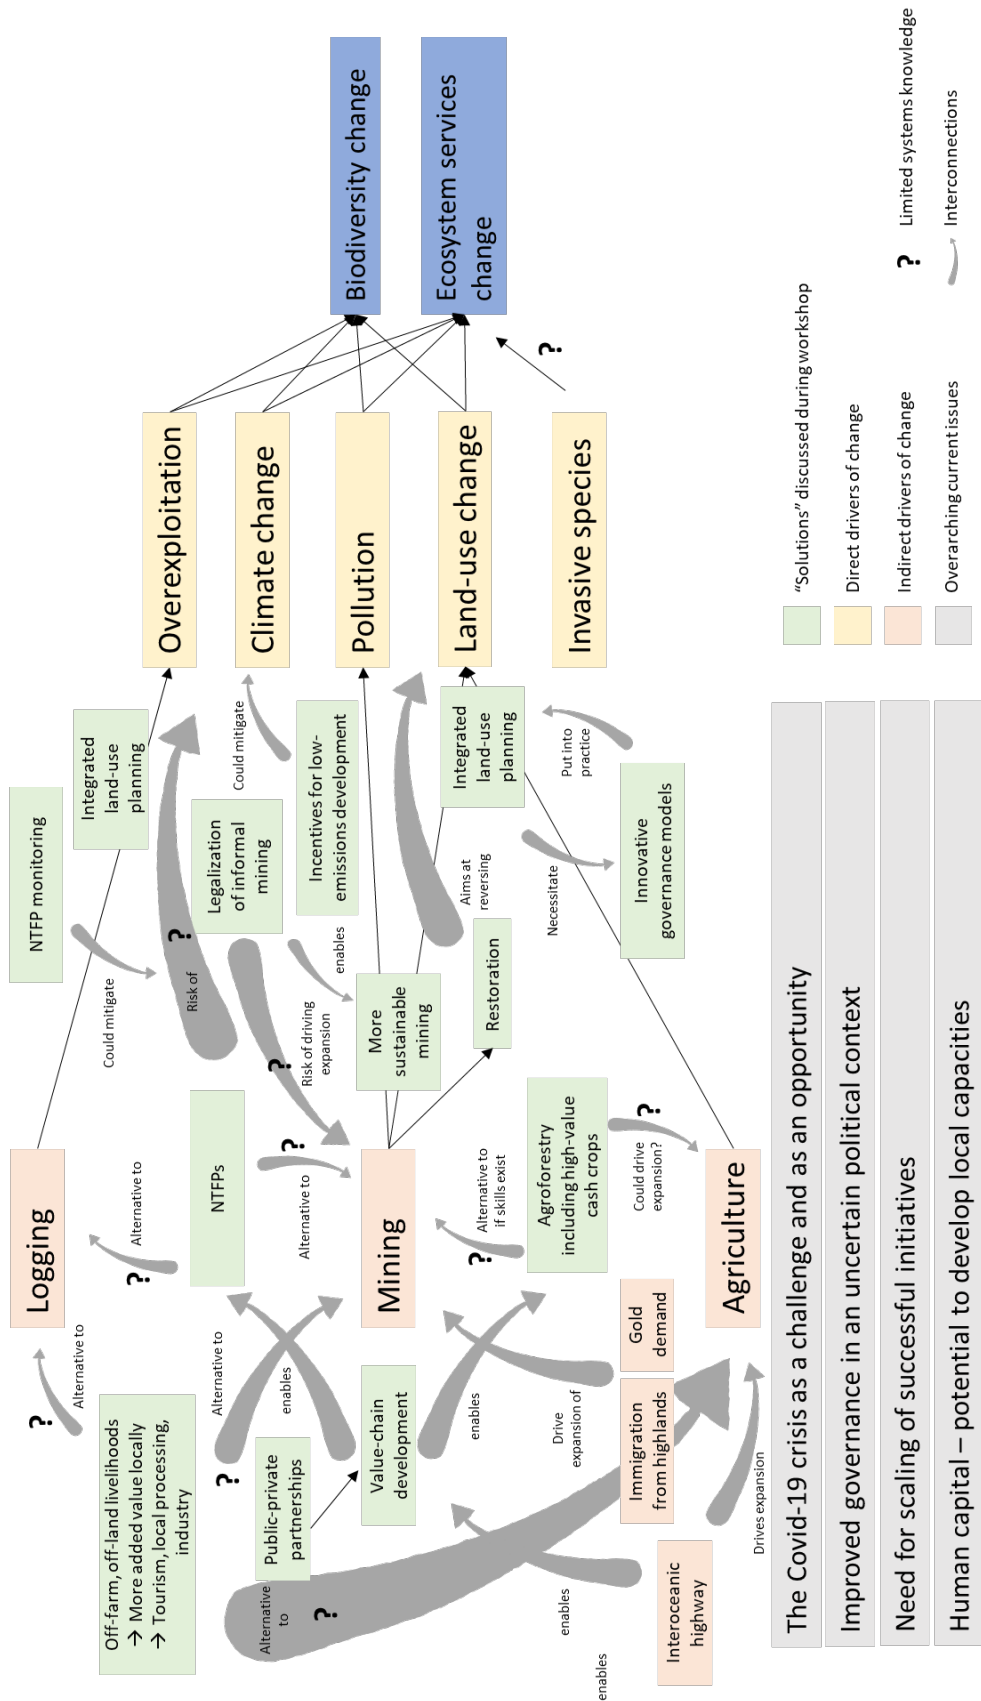 Off-farm, off-land livelihoods
→ More added value locally
→ Tourism, local processing,
industry
Alternative to
?
Logging
Alternative to
?
NTFP monitoring
Could mitigate
Integrated
land-use
planning
Overexploitation
Public-private
partnerships
Alternative to
?
enables
NTFPs
Alternative to
?
Risk of
?
Legalization
of informal
mining
Could mitigate
Climate change
Risk of driving
expansion
?
enables
Incentives for low-
emissions development
Alternative
to
?
Value-chain
development
enables
Mining
More
sustainable
mining
Pollution
Restoration
Aims at
reversing
Integrated
land-use
planning
Land-use change
Alternative to
if skills exist
?
Agroforestry
including high-value
cash crops
Could drive
expansion?
?
Necessitate
Put into
practice
Innovative
governance models
Invasive species
?
Biodiversity change
Ecosystem services
change
Drive
expansion of
Immigration
from highlands
Gold
demand
Agriculture
Interoceanic
highway
enables
enables
Drives expansion
The Covid-19 crisis as a challenge and as an opportunity
Improved governance in an uncertain political context
Need for scaling of successful initiatives
Human capital – potential to develop local capacities
"Solutions" discussed during workshop
Direct drivers of change
Indirect drivers of change
Overarching current issues
? Limited systems knowledge
Interconnections